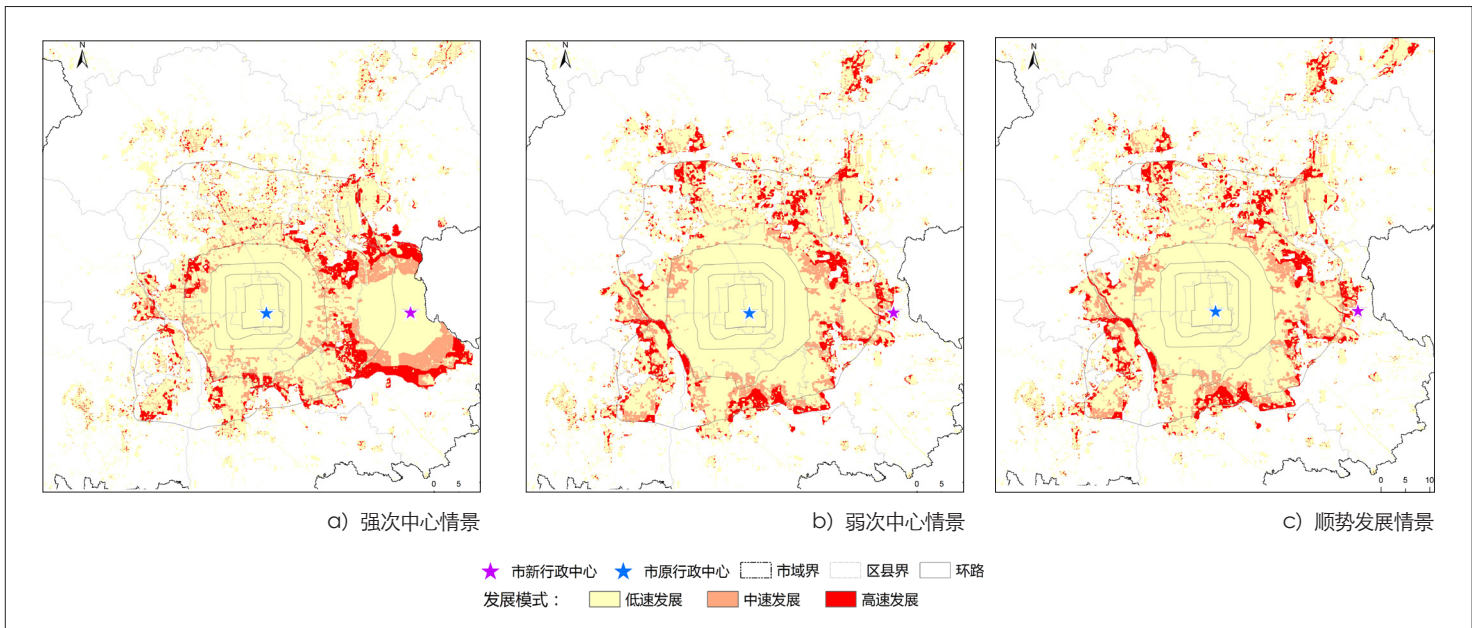 N
N
N
0 5
0 5
0 5 10
a）强次中心情景
b）弱次中心情景
c）顺势发展情景
市新行政中心 市原行政中心 市域界 区县界 环路
发展模式： 低速发展 中速发展 高速发展